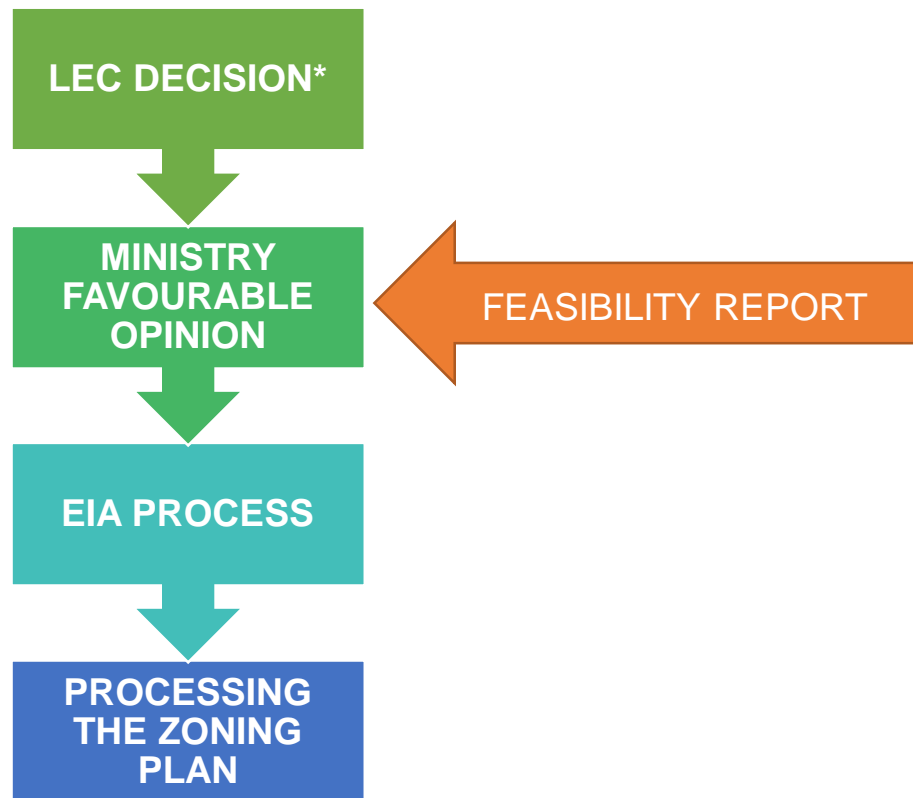 LEC DECISION*
MINISTRY
FAVOURABLE
OPINION
FEASIBILITY REPORT
EIA PROCESS
PROCESSING
THE ZONING
PLAN